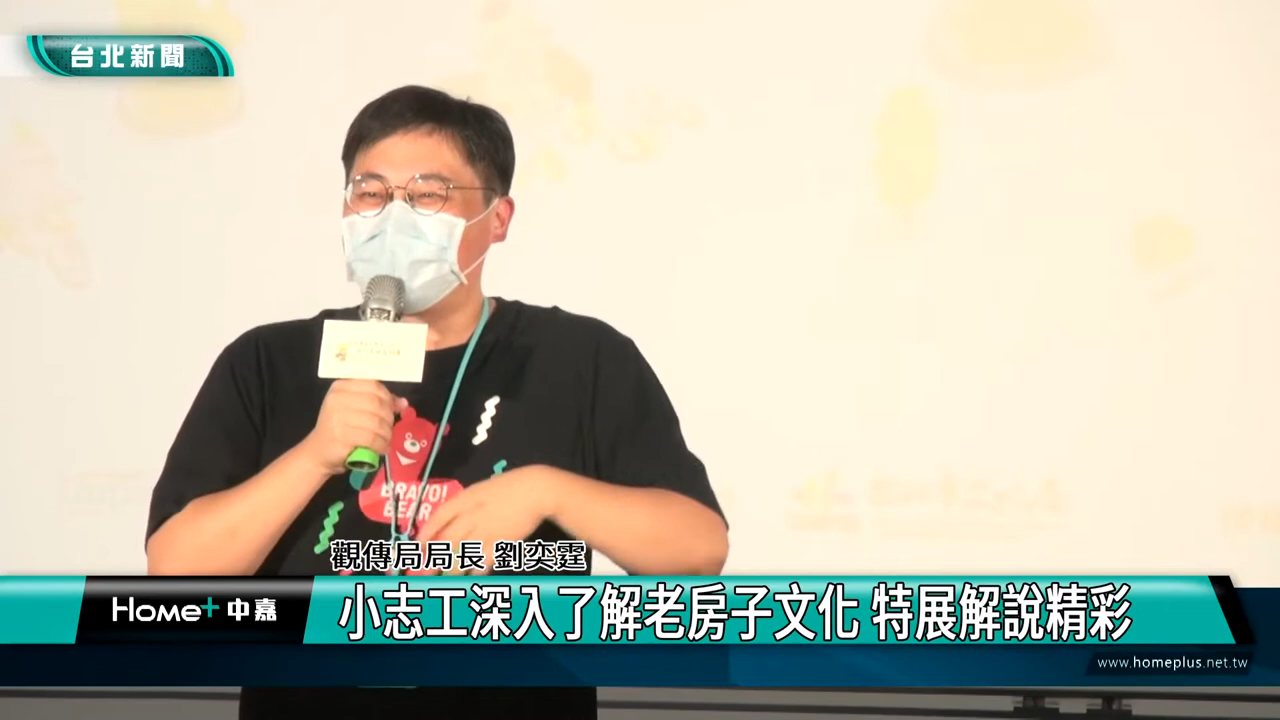 台北新聞
BRAVO!
BEAR
觀傳局局長 劉奕霆
Home+中嘉
小志工深入了解老房子文化 特展解說精彩
www.homeplus.net.tw